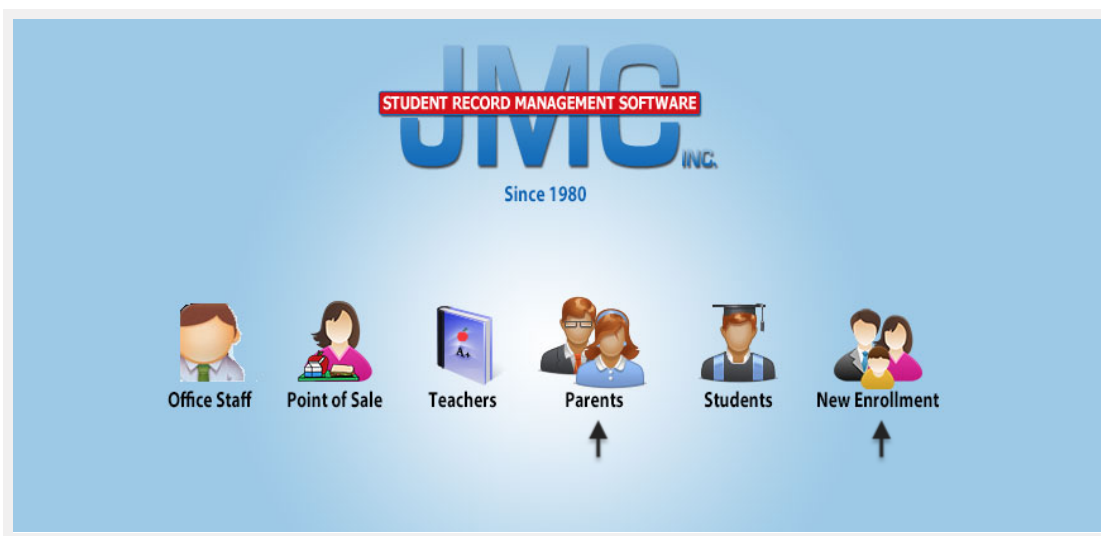 JMC
STUDENT RECORD MANAGEMENT SOFTWARE
INC.
Since 1980
A+
Office Staff Point of Sale Teachers Parents Students New Enrollment